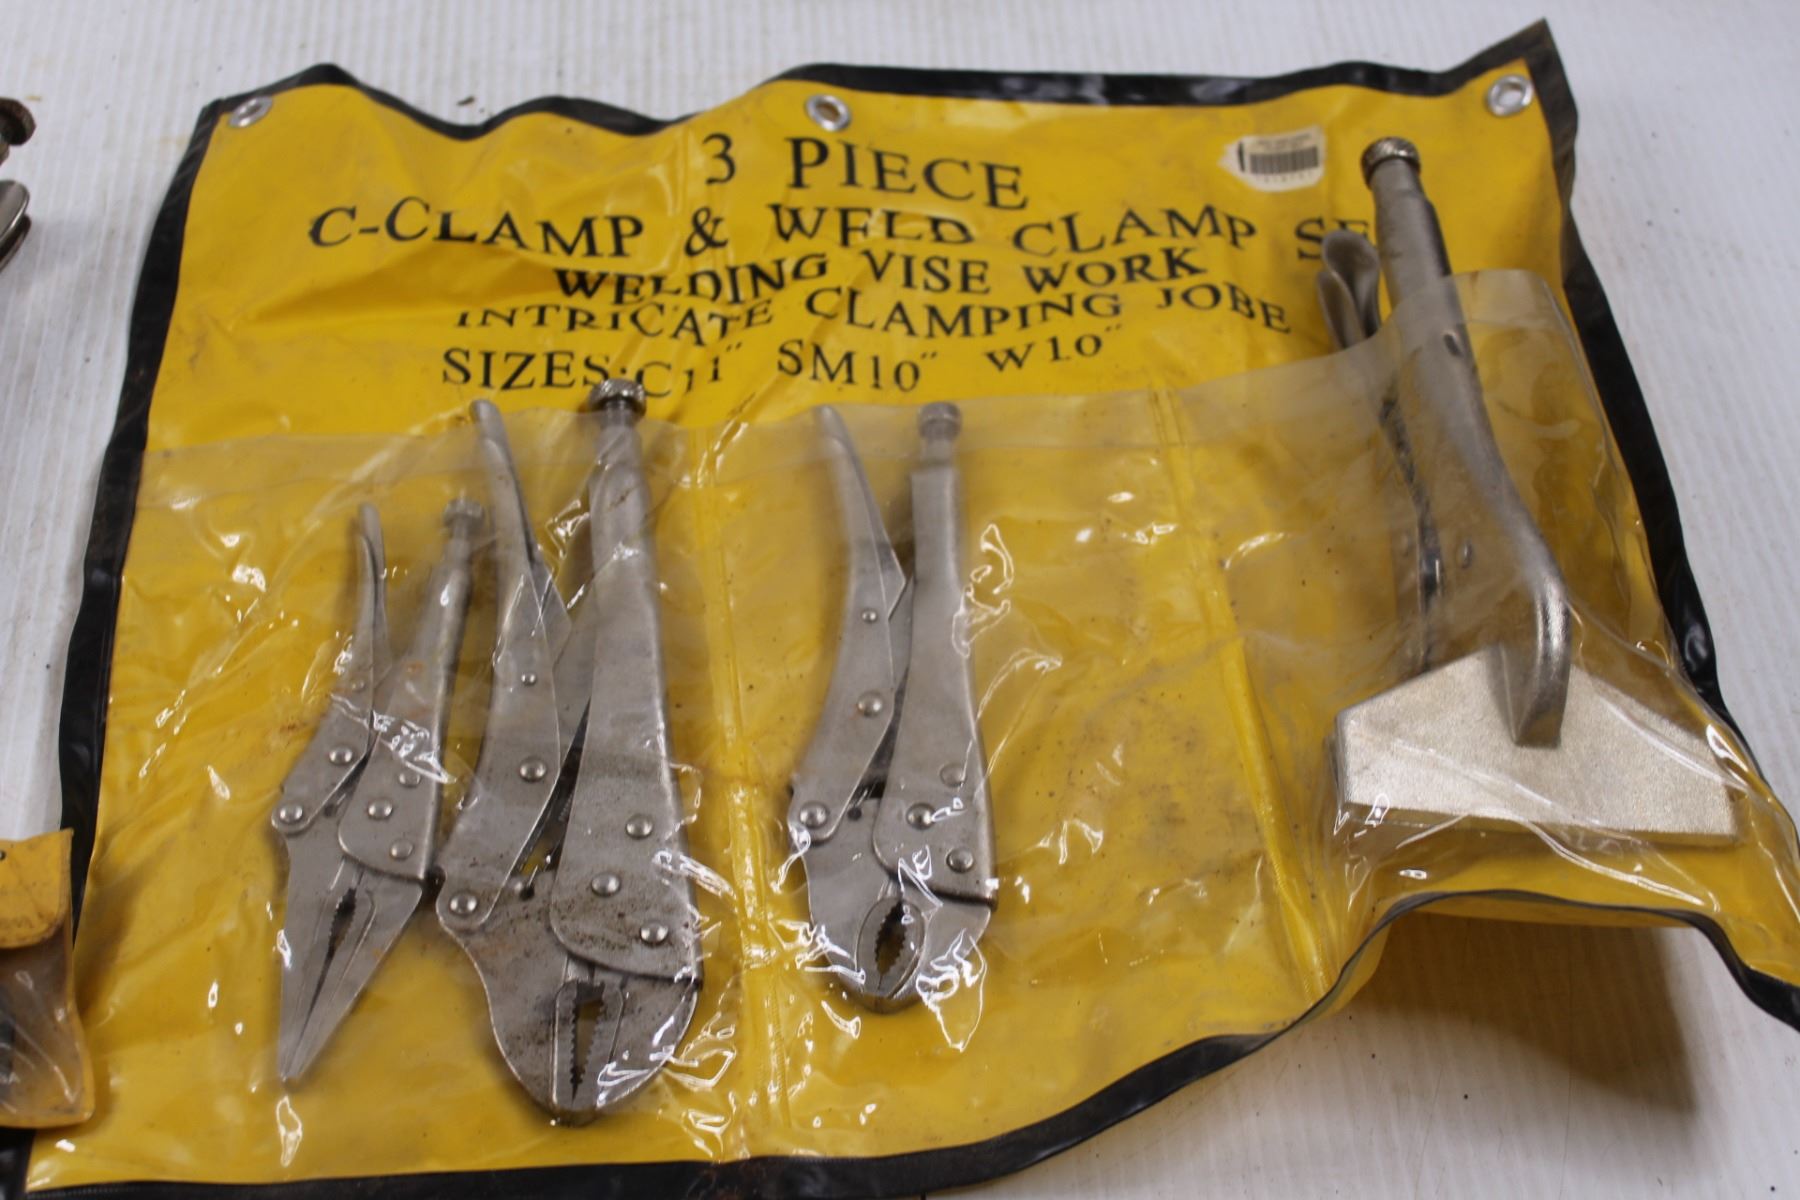 3 PIECE
C-CLAMP & WELD CLAMP SE
WELDING VISE WORK
INTRICATE CLAMPING JOBE
SIZES:C11" SM10" W10"